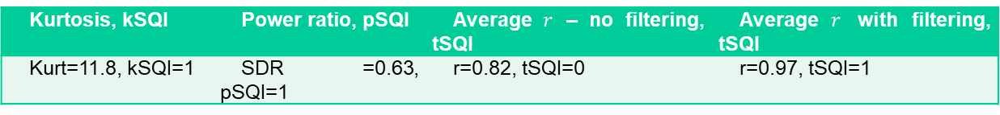 Kurtosis, kSQI
Power ratio, pSQI
Average 𝑟 – no filtering,
tSQI
Average 𝑟 with filtering,
tSQI
Kurt=11.8, kSQI=1
SDR =0.63,
pSQI=1
r=0.82, tSQI=0
r=0.97, tSQI=1